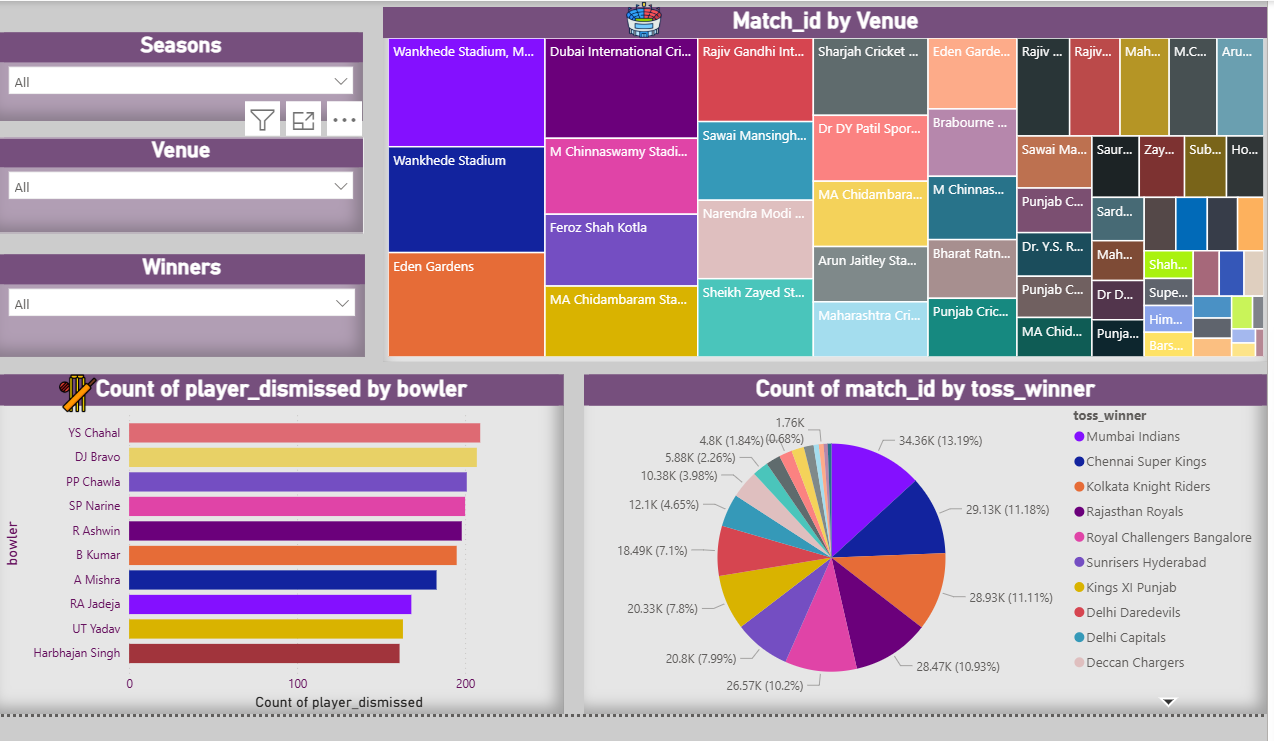 Seasons
All
Venue
All
Winners
All
Match_id by Venue
Wankhede Stadium, M...
Wankhede Stadium
Eden Gardens
Dubai International Cri...
M Chinnaswamy Stadi...
Feroz Shah Kotla
MA Chidambaram Sta...
Rajiv Gandhi Int...
Sawai Mansingh...
Narendra Modi ...
Sheikh Zayed St...
Sharjah Cricket ...
Dr DY Patil Spor...
MA Chidambara...
Arun Jaitley Sta...
Maharashtra Cri...
Eden Garde...
Brabourne ...
M Chinnas...
Bharat Ratn...
Punjab Cric...
Rajiv ...
Rajiv...
Mah...
M.C...
Aru...
Sawai Ma...
Punjab C...
Dr. Y.S. R...
Punjab C...
MA Chid...
Saur...
Zay...
Sub...
Ho...
Sard...
Mah...
Dr D...
Punja...
Shah...
Supe...
Him...
Bars...
Count of player_dismissed by bowler
bowler
YS Chahal
DJ Bravo
PP Chawla
SP Narine
R Ashwin
B Kumar
A Mishra
RA Jadeja
UT Yadav
Harbhajan Singh
0
100
200
Count of player_dismissed
Count of match_id by toss_winner
34.36K (13.19%)
29.13K (11.18%)
28.93K (11.11%)
28.47K (10.93%)
26.57K (10.2%)
20.8K (7.99%)
20.33K (7.8%)
18.49K (7.1%)
12.1K (4.65%)
10.38K (3.98%)
5.88K (2.26%)
4.8K (1.84%)
1.76K
(0.68%)
toss_winner
Mumbai Indians
Chennai Super Kings
Kolkata Knight Riders
Rajasthan Royals
Royal Challengers Bangalore
Sunrisers Hyderabad
Kings XI Punjab
Delhi Daredevils
Delhi Capitals
Deccan Chargers